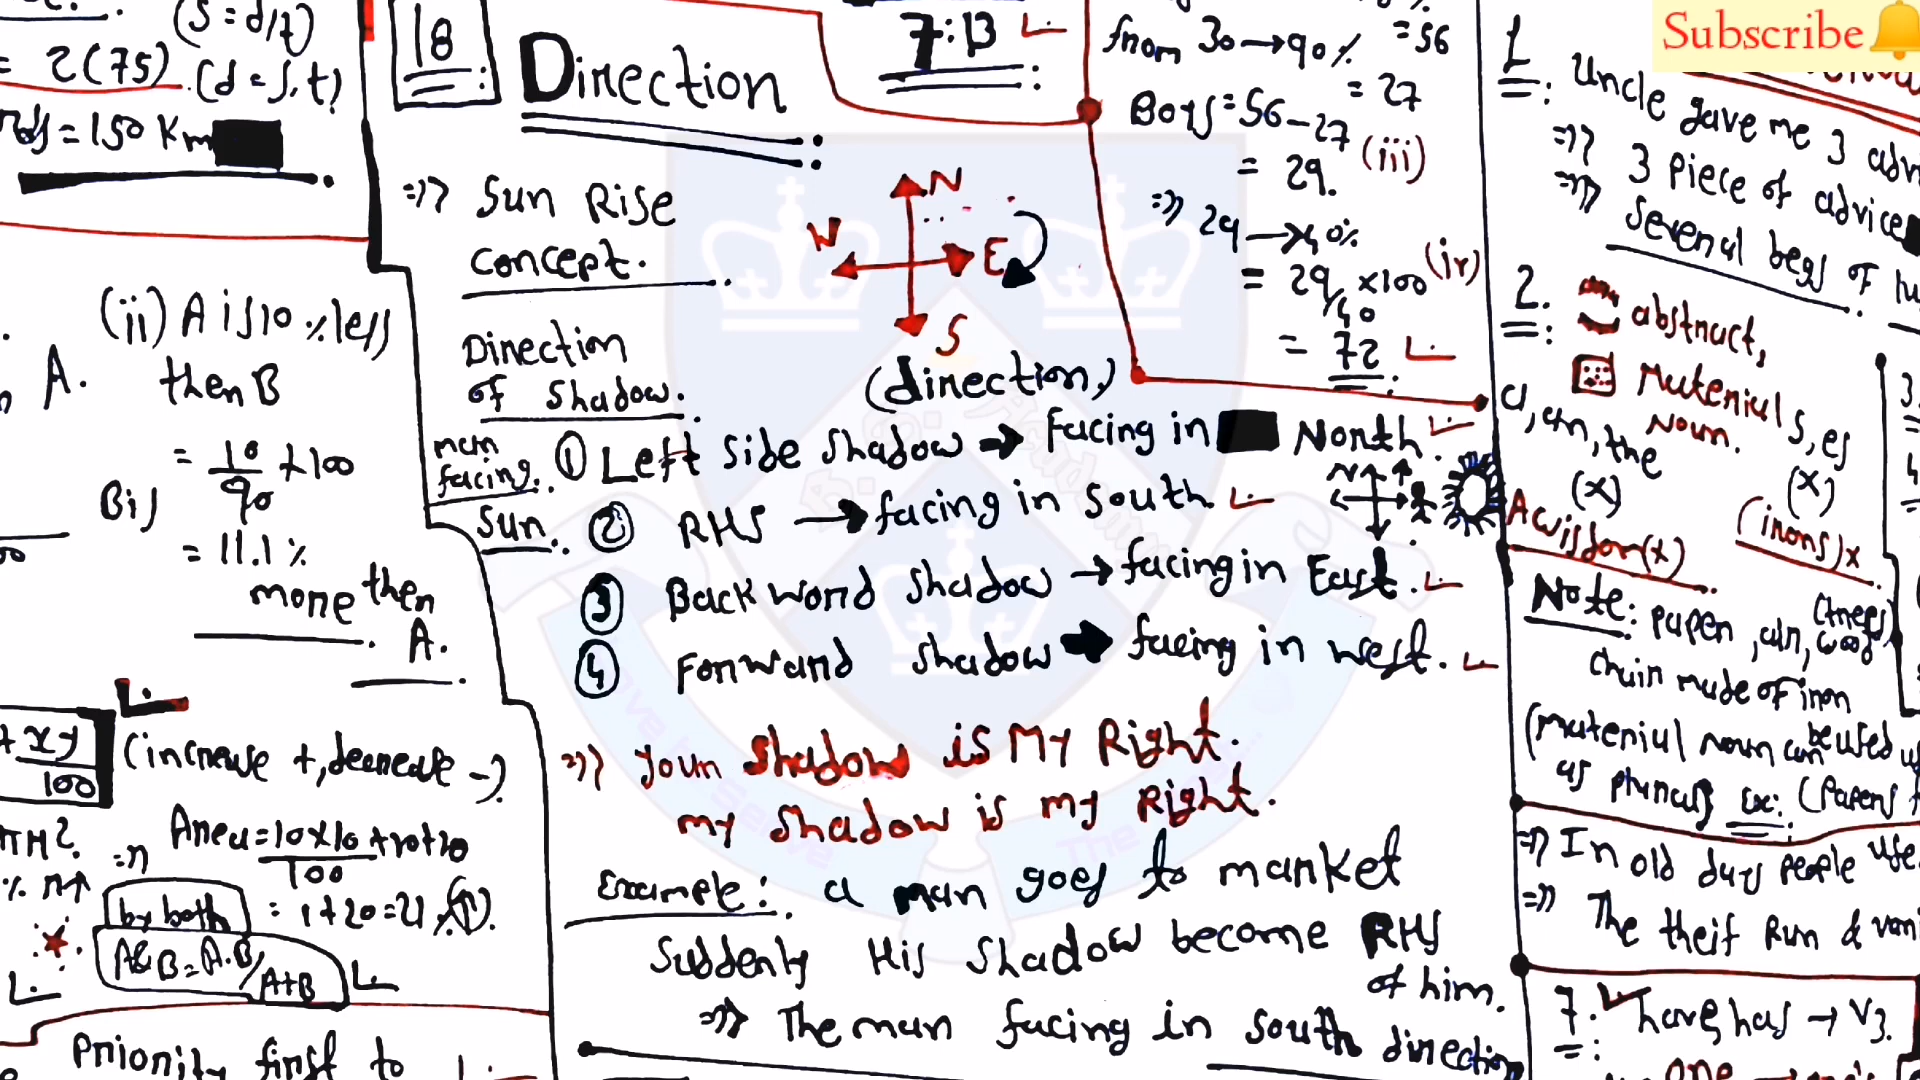 (S = d/t)
= 2(75) (d = s.t)
= 150 Km
(ii) A is 10 % less
A. then B
= 10/90 × 100
B is
= 11.1 %
more then
A.
+ xy
100
(increase +, decrease -)
Area = 10×10 + 10+10
100
by both
= 1+20 = 21 % (↑).
A&B = A.B/A+B
Priority first to
18
Direction
=>> Sun Rise
concept.
N
W
E
S
Direction
of Shadow.
(direction,)
man
facing.
Sun.
① Left side shadow → facing in North.
② RHS → facing in south
③ Back word shadow → facing in East.
④ Forward shadow → facing in west.
N
=>> your shadow is My Right.
my shadow is my Right.
Example: a man goes to market
Suddenly His shadow become RHS
of him.
=>> The man facing in south direction
7:13
from 30 → 90%
= 56
= 27
Boys = 56 - 27
= 29. (iii)
=>> 29 → 40%
= 29/40 × 100 (iv)
= 72
Subscribe
1.
Uncle gave me 3
=>> 3 Piece of advice
=>> several begs of
2.
abstract,
Material
Noun.
a, an, the
(x)
s, es
(x)
A wisdom (x)
(irons) x
Note: paper, air, wood
(trees)
chain made of iron
(material noun can be used
as plural Ex: (Papers
=>> In old days people use
=>> The theif Run &
7. have, has → V3.
one